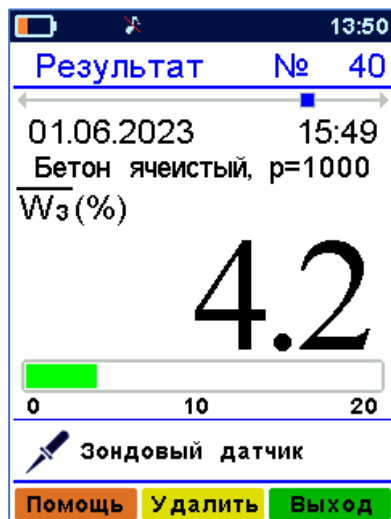 13:50
Результат № 40
01.06.2023 15:49
Бетон ячеистый, р=1000
W₃(%)
4.2
0 10 20
Зондовый датчик
Помощь Удалить Выход